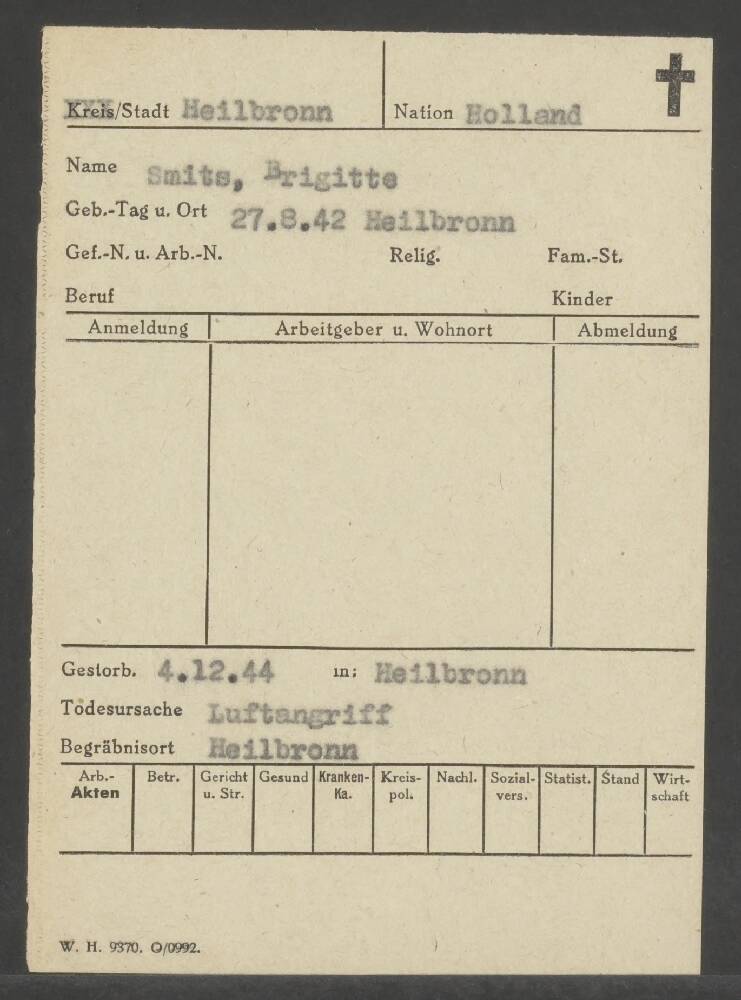 Kreis/Stadt Heilbronn Nation Holland
Name Smits, Brigitte
Geb.-Tag u. Ort 27.8.42 Heilbronn
Gef.-N. u. Arb.-N. Relig. Fam.-St.
Beruf Kinder
Anmeldung Arbeitgeber u. Wohnort Abmeldung
Gestorb. 4.12.44 in: Heilbronn
Todesursache Luftangriff
Begräbnisort Heilbronn
Arb.- Betr. Gericht Gesund Kranken- Kreis- Nachl. Sozial- Statist. Stand Wirt-
Akten u. Str. Ka. pol. vers. schaft
W. H. 9370. O/0992.